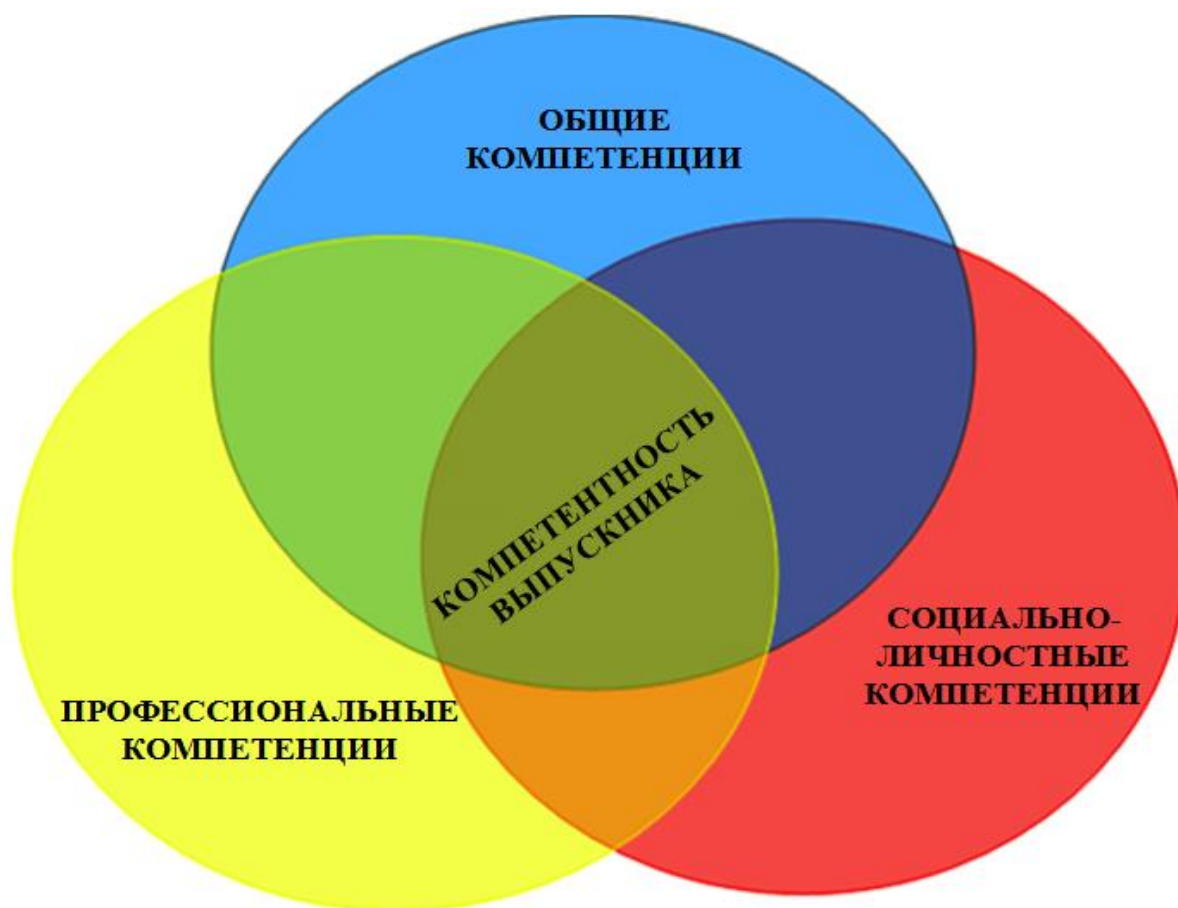 ОБЩИЕ
КОМПЕТЕНЦИИ
КОМПЕТЕНТНОСТЬ
ВЫПУСКНИКА
СОЦИАЛЬНО-
ЛИЧНОСТНЫЕ
КОМПЕТЕНЦИИ
ПРОФЕССИОНАЛЬНЫЕ
КОМПЕТЕНЦИИ